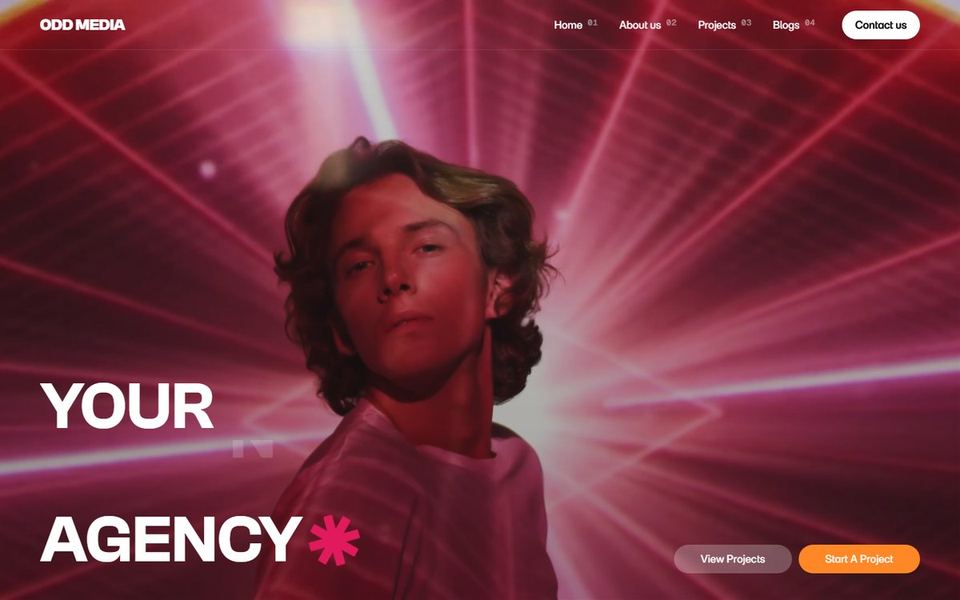 ODD MEDIA
Home 01
About us 02
Projects 03
Blogs 04
Contact us
YOUR
AGENCY
View Projects
Start A Project